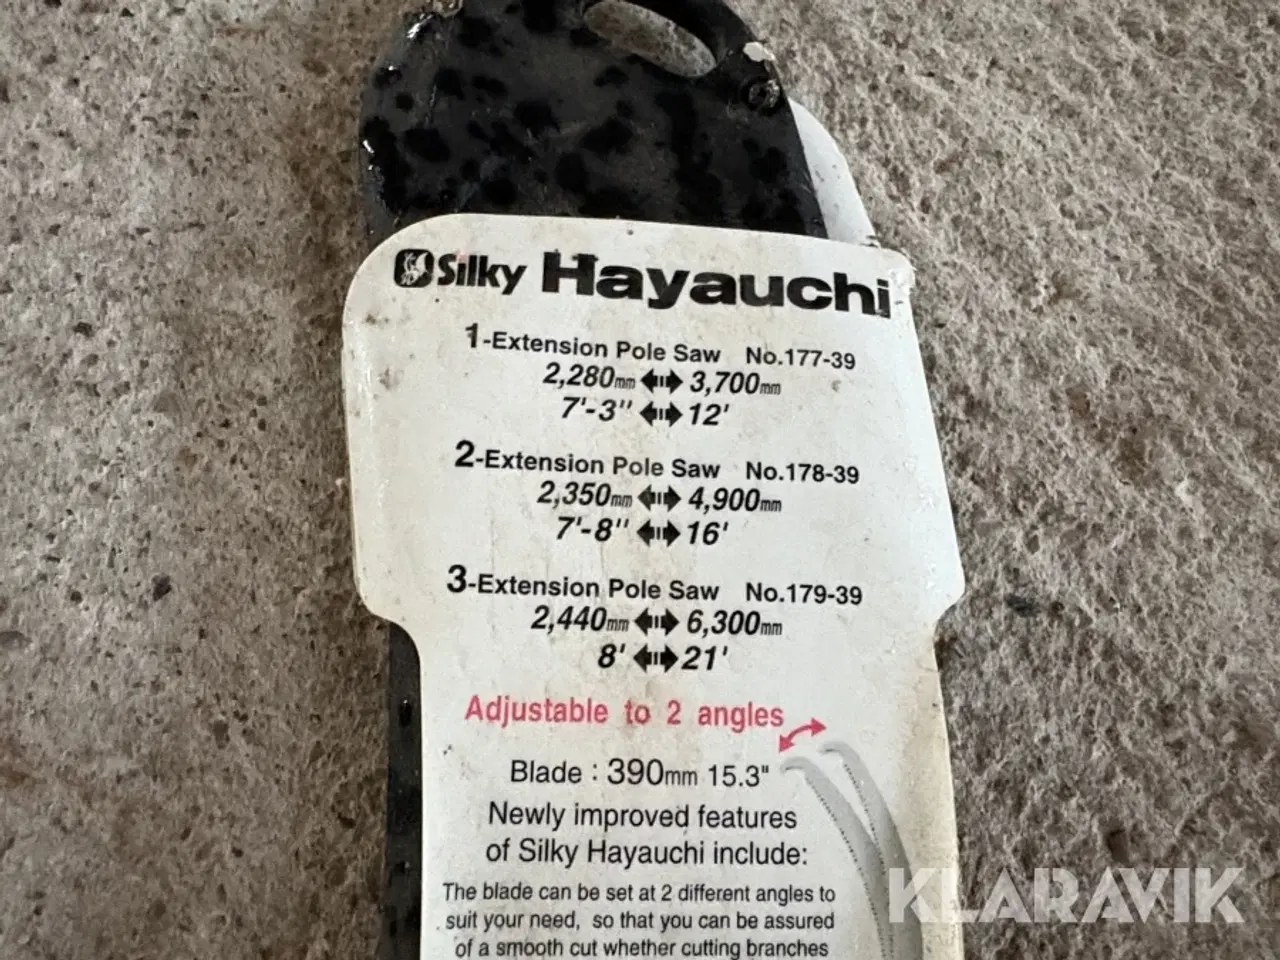 Silky Hayauchi
1-Extension Pole Saw No.177-39
2,280mm 3,700mm
7'-3" 12'
2-Extension Pole Saw No.178-39
2,350mm 4,900mm
7'-8" 16'
3-Extension Pole Saw No.179-39
2,440mm 6,300mm
8' 21'
Adjustable to 2 angles
Blade : 390mm 15.3"
Newly improved features
of Silky Hayauchi include:
The blade can be set at 2 different angles to
suit your need, so that you can be assured
of a smooth cut whether cutting branches
KLARAVIK